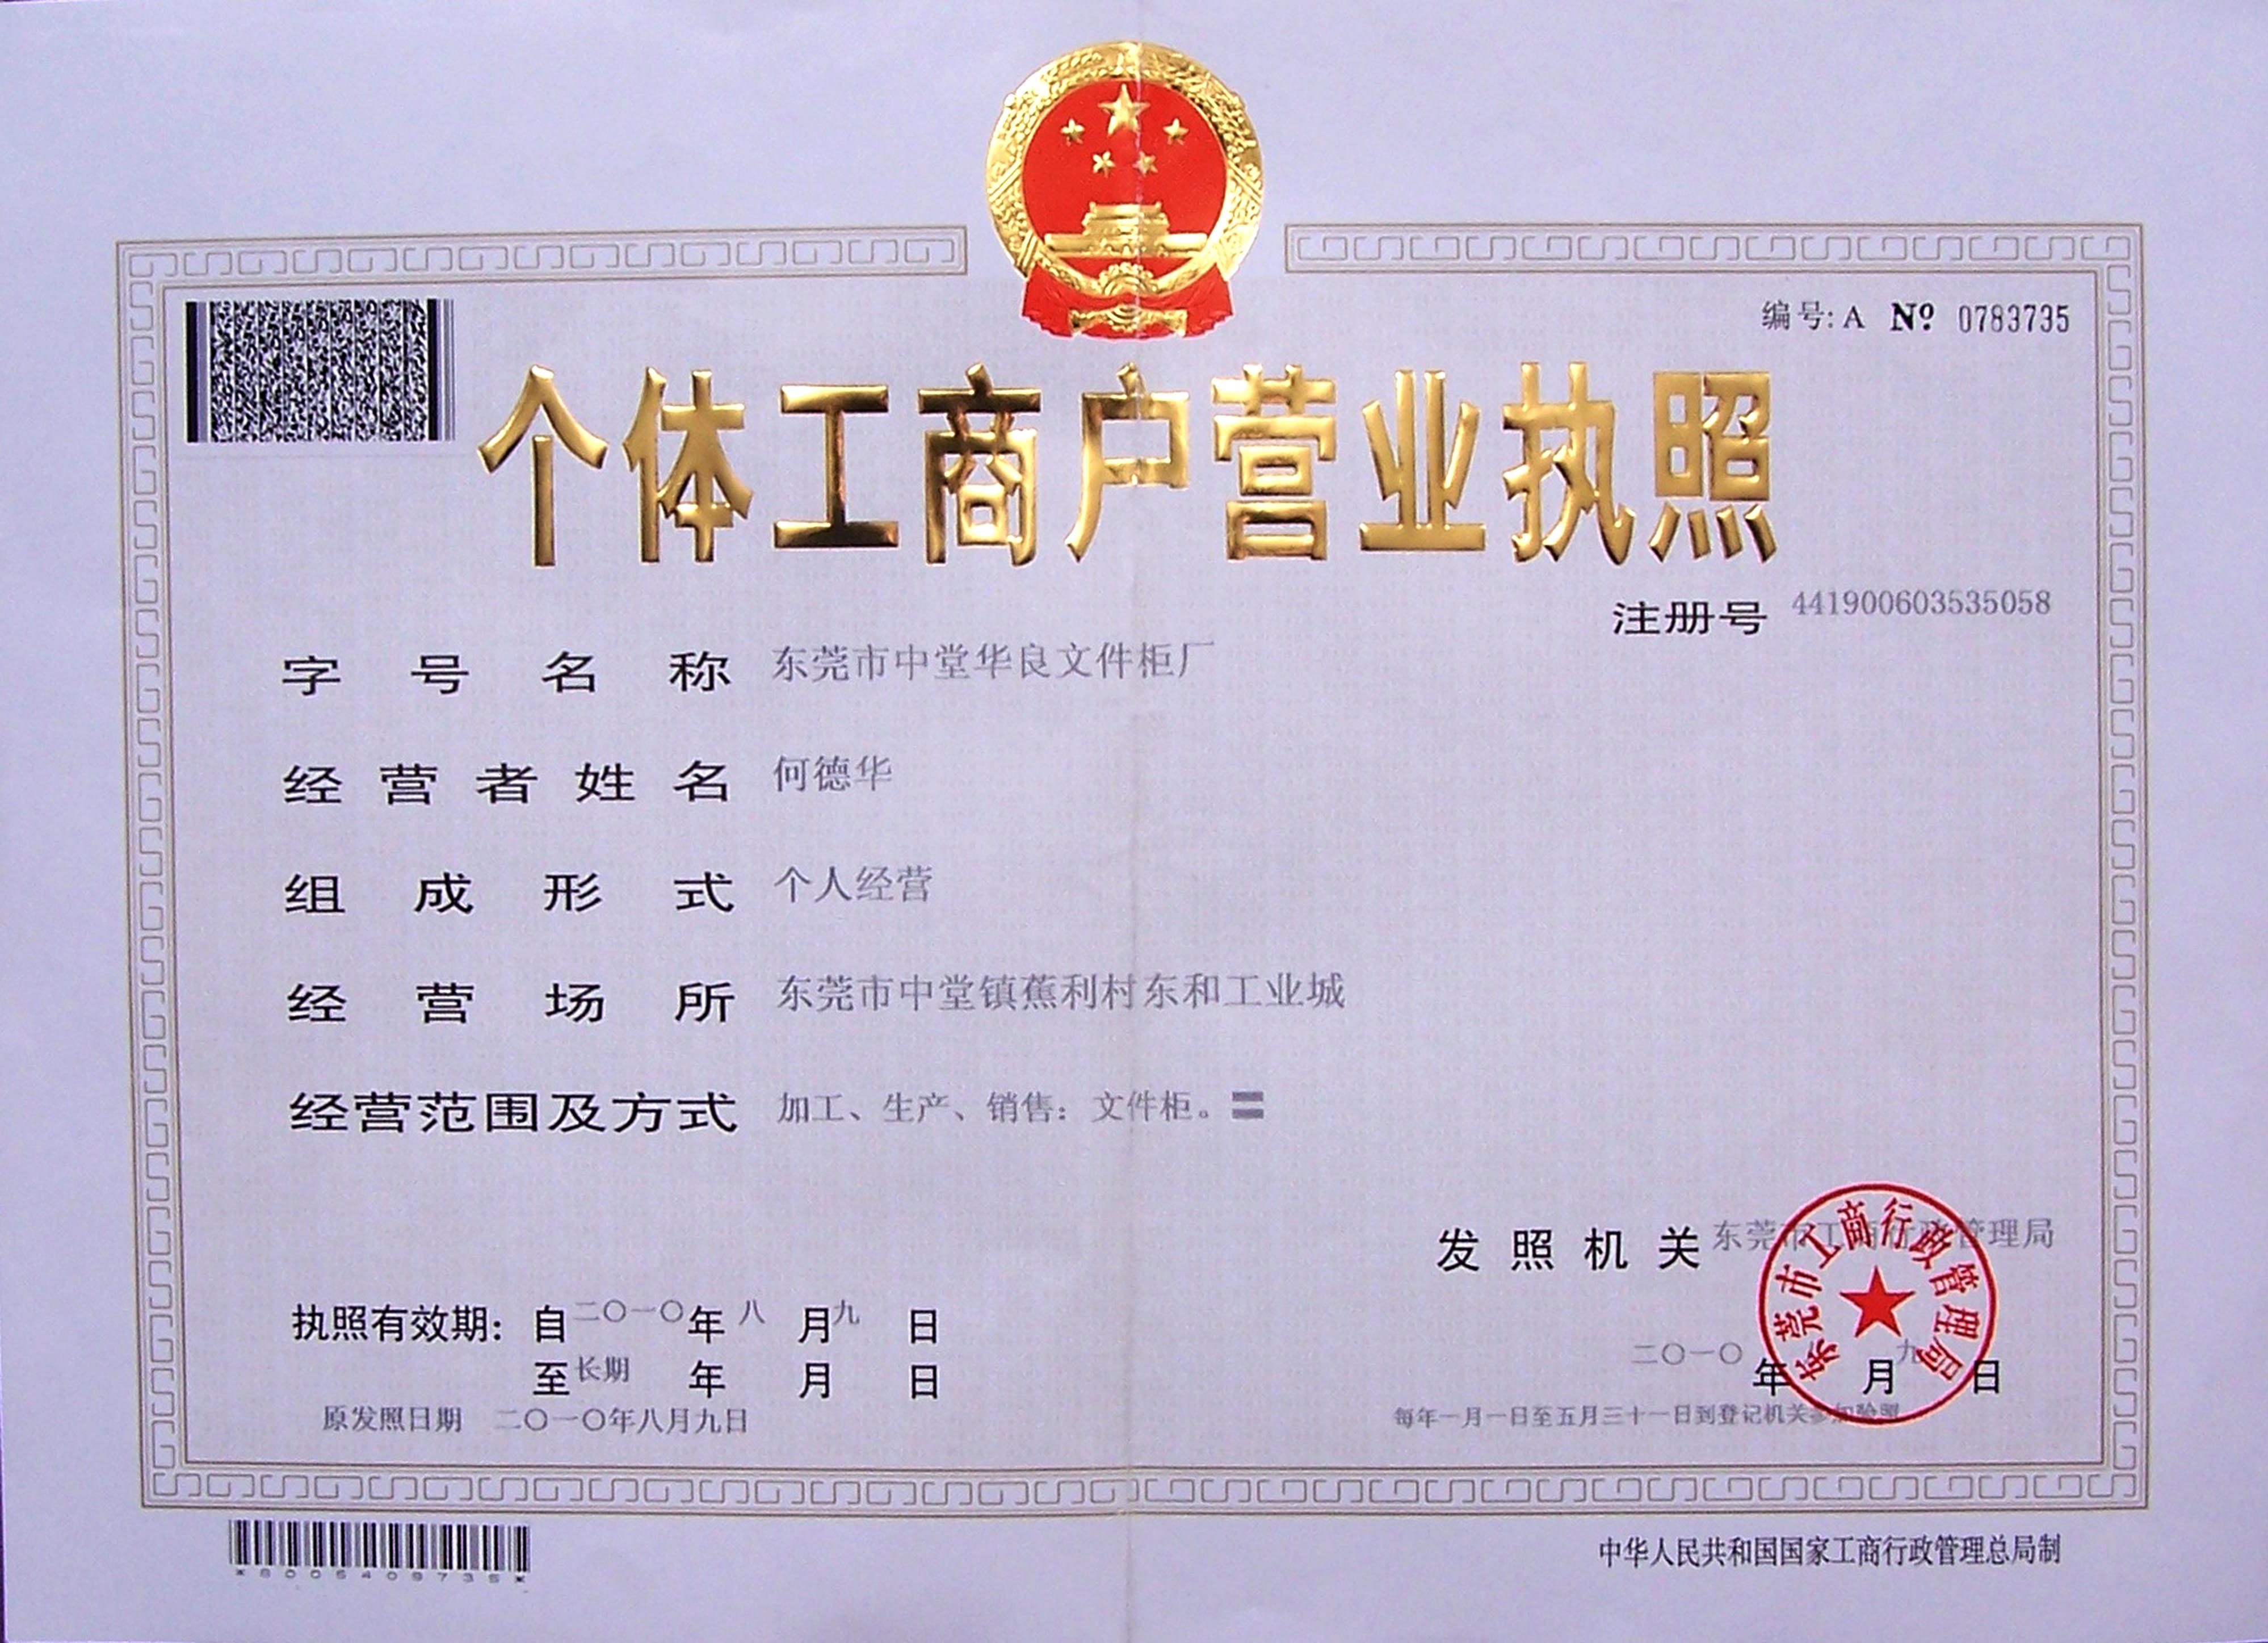 编号: A № 0783735
个体工商户营业执照
注册号 441900603535058
字号名称 东莞市中堂华良文件柜厂
经营者姓名 何德华
组成形式 个人经营
经营场所 东莞市中堂镇蕉利村东和工业城
经营范围及方式 加工、生产、销售：文件柜。〓
发照机关 东莞市工商行政管理局
东莞市工商行政管理局
执照有效期：自二〇一〇年八月九日
至长期 年 月 日
二〇一〇年 月九日
原发照日期 二〇一〇年八月九日
每年一月一日至五月三十一日到登记机关参加验照
中华人民共和国国家工商行政管理总局制